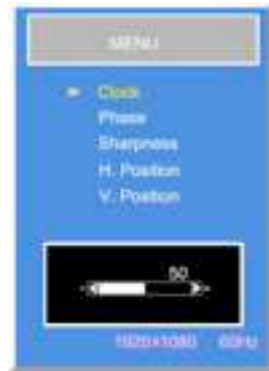 MENU
Clock
Phase
Sharpness
H. Position
V. Position
50
1920×1080 60Hz